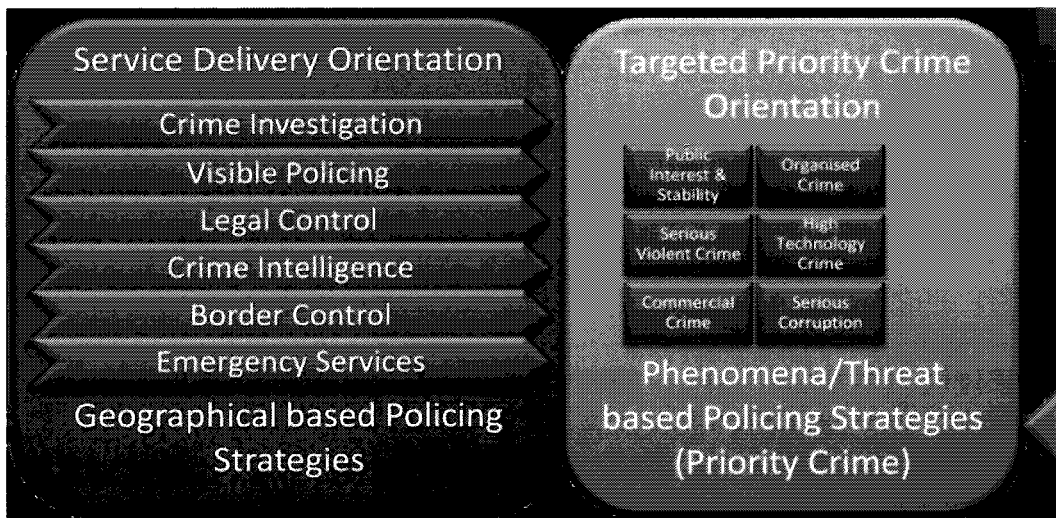 Service Delivery Orientation
Crime Investigation
Visible Policing
Legal Control
Crime Intelligence
Border Control
Emergency Services
Geographical based Policing
Strategies
Targeted Priority Crime
Orientation
Public
Interest &
Stability
Organised
Crime
Serious
Violent Crime
High
Technology
Crime
Commercial
Crime
Serious
Corruption
Phenomena/Threat
based Policing Strategies
(Priority Crime)